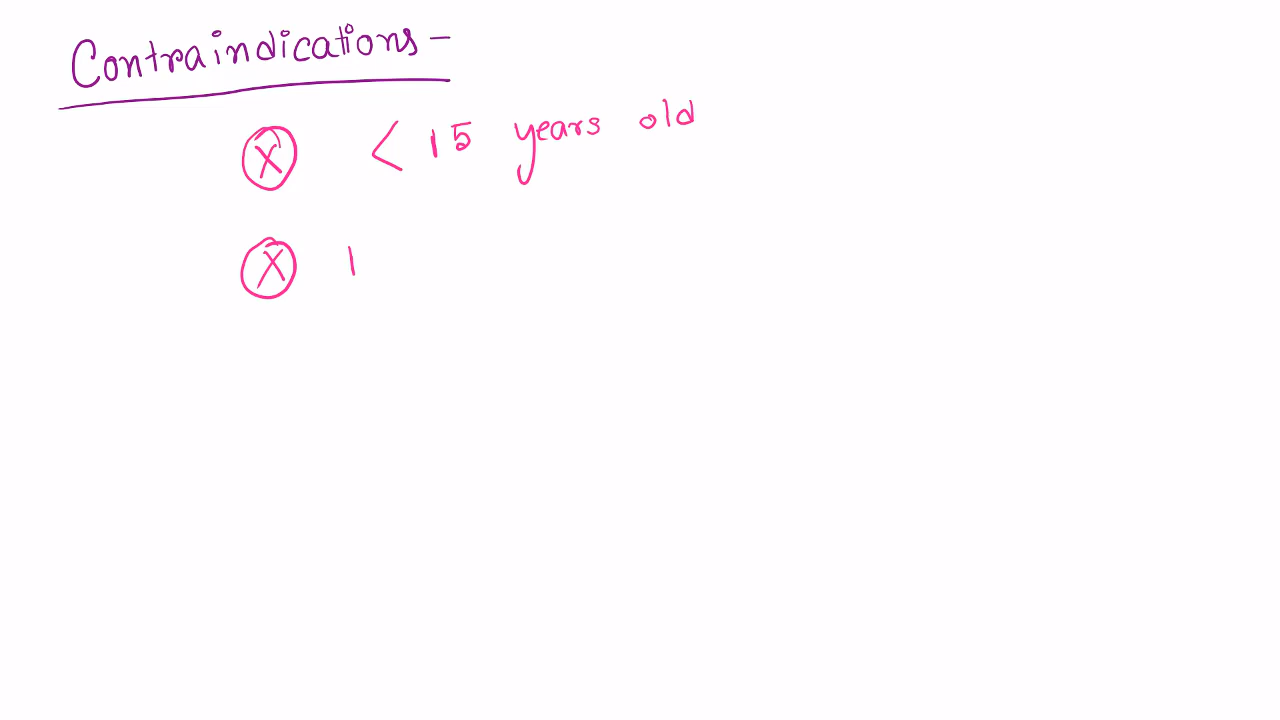 Contraindications -
Ⓧ < 15 years old
Ⓧ